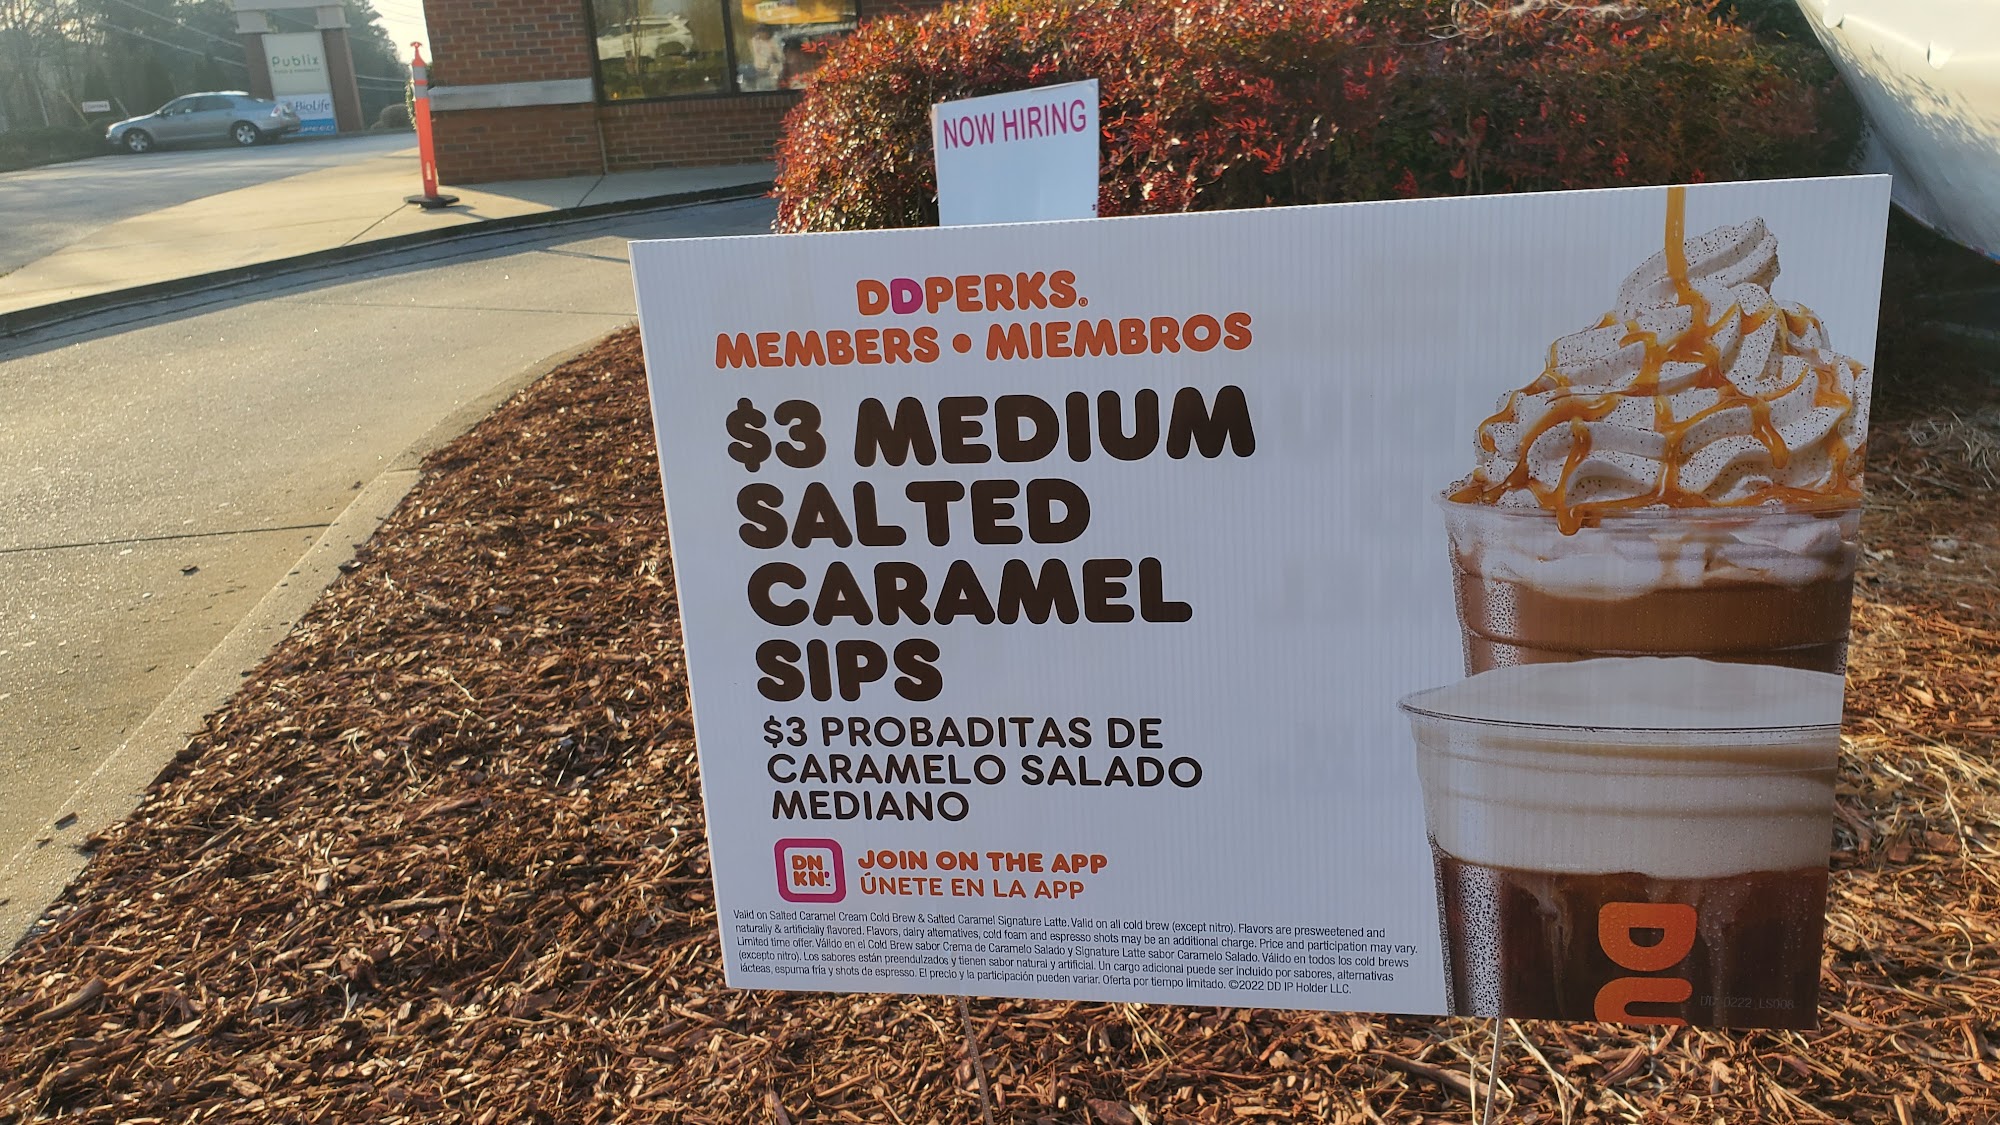 Publix
BioLife
NOW HIRING
DDPERKS®
MEMBERS • MIEMBROS
$3 MEDIUM
SALTED
CARAMEL
SIPS
$3 PROBADITAS DE
CARAMELO SALADO
MEDIANO
DN
KN'
JOIN ON THE APP
ÚNETE EN LA APP
Valid on Salted Caramel Cream Cold Brew & Salted Caramel Signature Latte. Valid on all cold brew (except nitro). Flavors are presweetened and
naturally & artificially flavored. Flavors, dairy alternatives, cold foam and espresso shots may be an additional charge. Price and participation may vary.
Limited time offer. Válido en el Cold Brew sabor Crema de Caramelo Salado y Signature Latte sabor Caramelo Salado. Válido en todos los cold brews
(excepto nitro). Los sabores están preendulzados y tienen sabor natural y artificial. Un cargo adicional puede ser incluido por sabores, alternativas
lácteas, espuma fría y shots de espresso. El precio y la participación pueden variar. Oferta por tiempo limitado. ©2022 DD IP Holder LLC.
DU